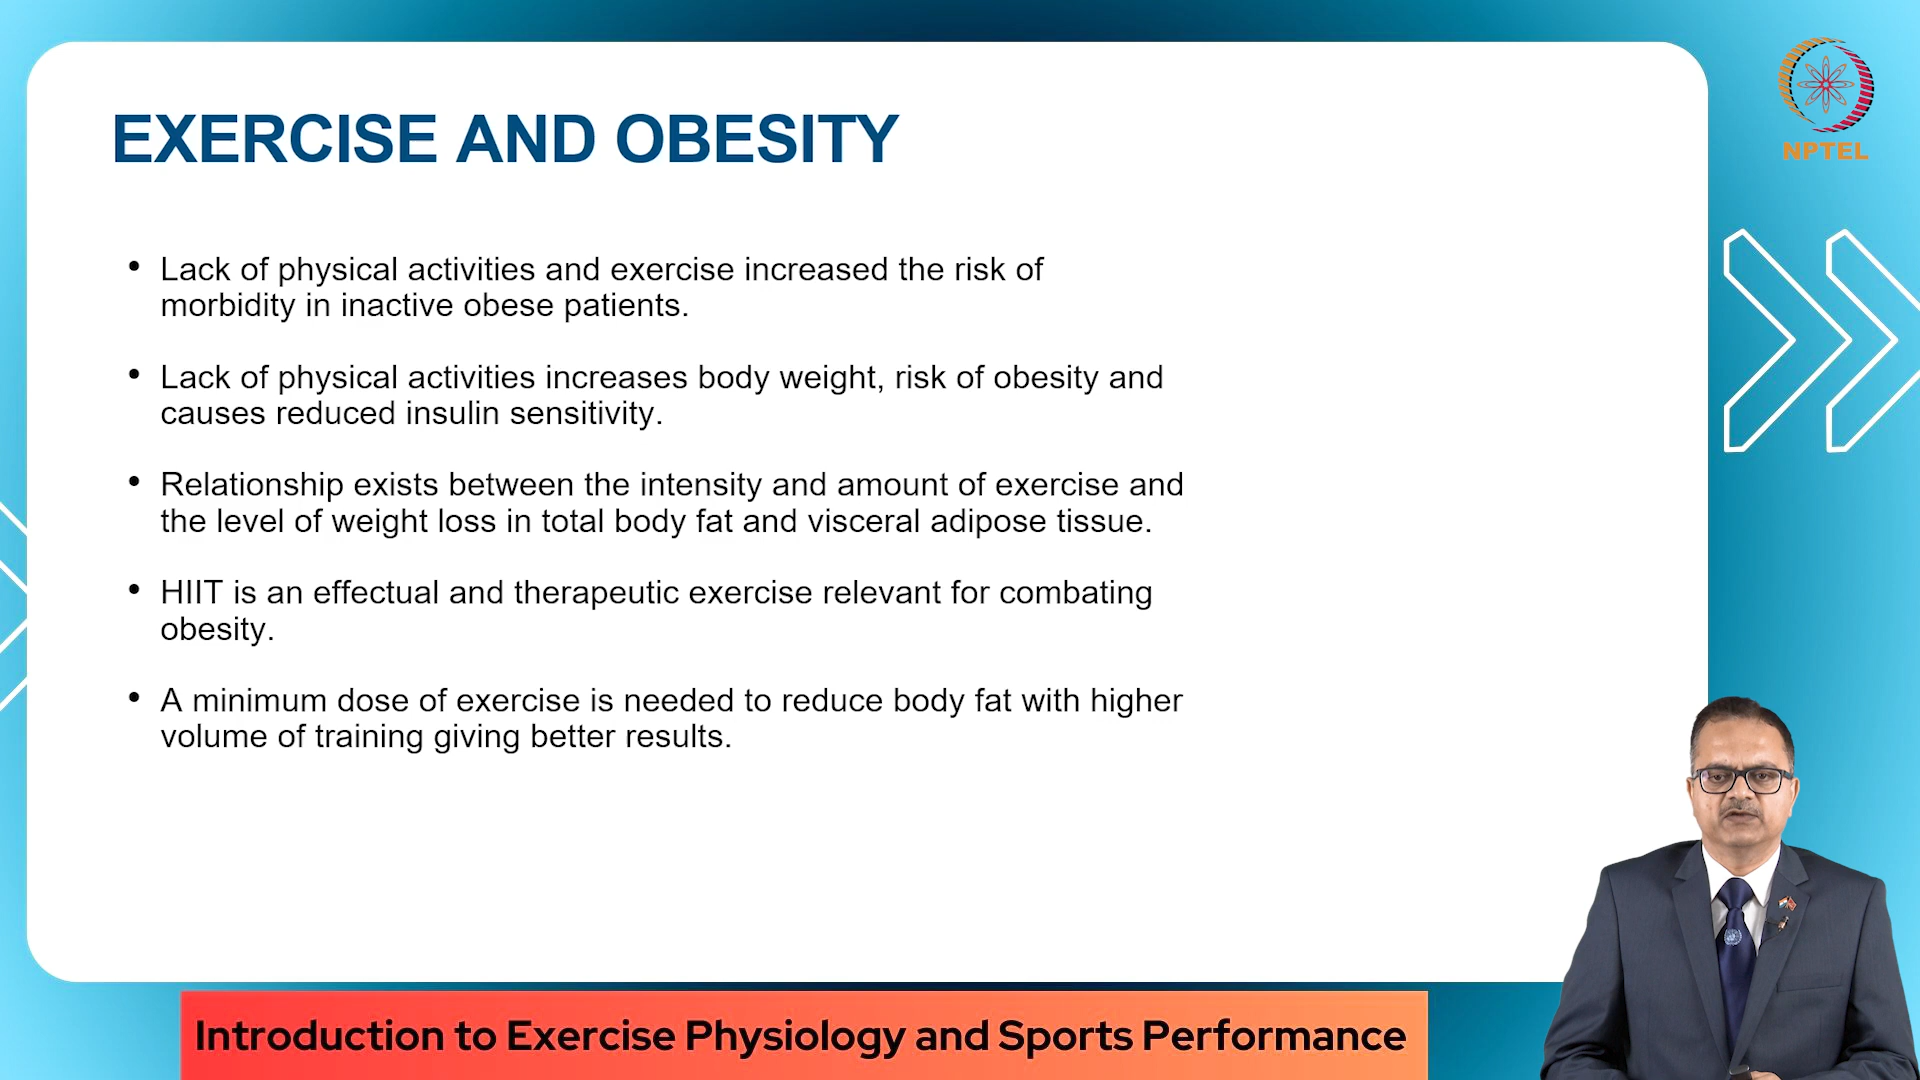 EXERCISE AND OBESITY
NPTEL
• Lack of physical activities and exercise increased the risk of
morbidity in inactive obese patients.
• Lack of physical activities increases body weight, risk of obesity and
causes reduced insulin sensitivity.
• Relationship exists between the intensity and amount of exercise and
the level of weight loss in total body fat and visceral adipose tissue.
• HIIT is an effectual and therapeutic exercise relevant for combating
obesity.
• A minimum dose of exercise is needed to reduce body fat with higher
volume of training giving better results.
Introduction to Exercise Physiology and Sports Performance